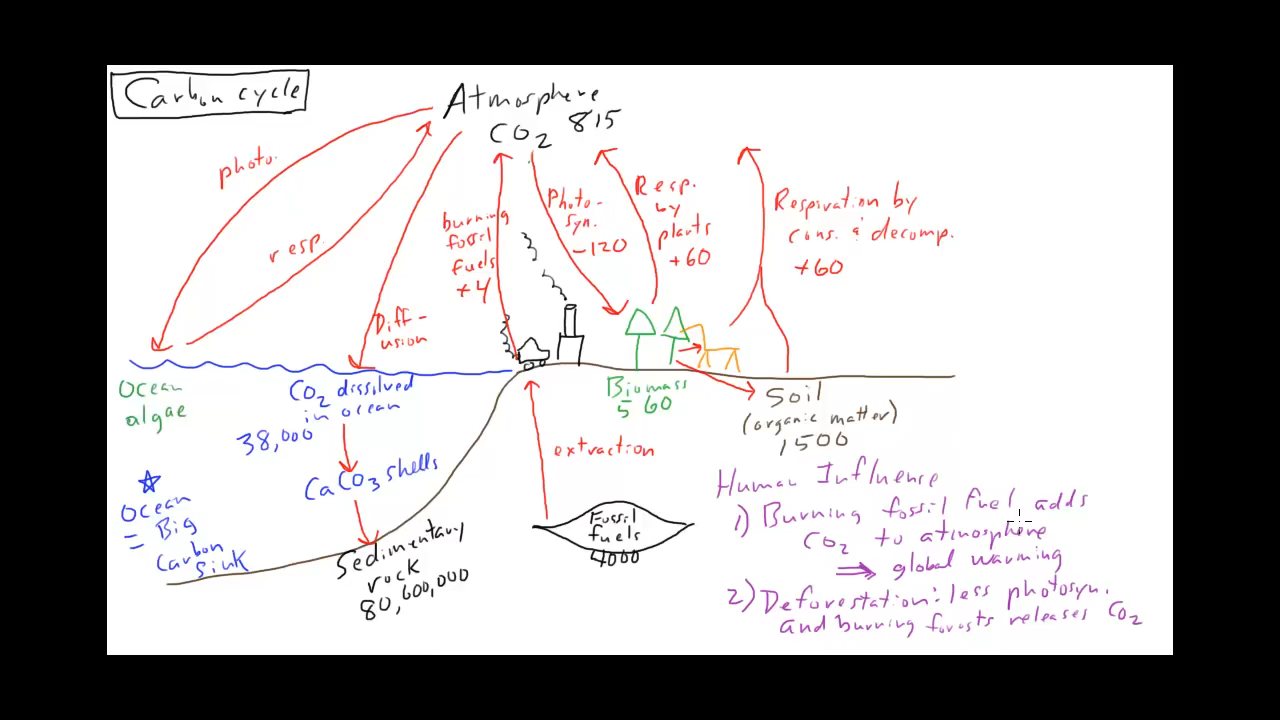 Carbon cycle
Atmosphere
CO2 815
photo.
resp.
Diff-
usion
burning
fossil
fuels
+4
Photo-
syn.
-120
Resp.
by
plants
+60
Respiration by
cons. & decomp.
+60
Ocean
algae
CO2 dissolved
in ocean
38,000
CaCO3 shells
Sedimentary
rock
80,600,000
Ocean
= Big
Carbon
sink
extraction
Fossil
fuels
4000
Biomass
560
Soil
(organic matter)
1500
Human Influence
1) Burning fossil fuel adds
CO2 to atmosphere
⇒ global warming
2) Deforestation: less photosyn.
and burning forests releases CO2